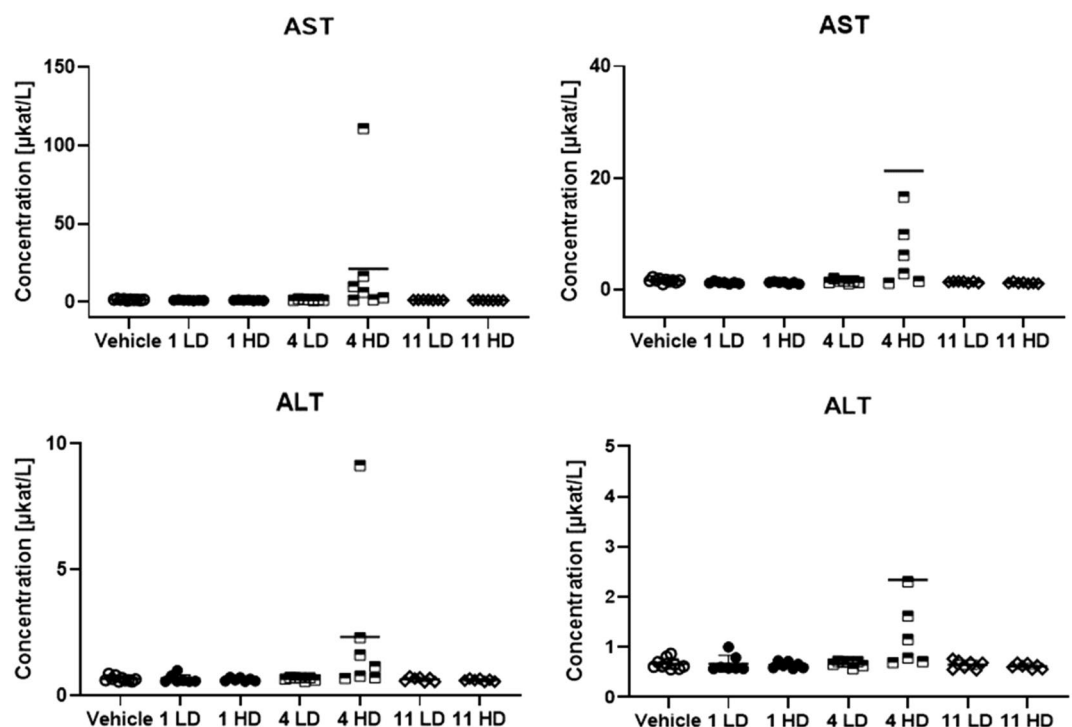 AST
Concentration [µkat/L]
150
100
50
0
Vehicle 1 LD 1 HD 4 LD 4 HD 11 LD 11 HD
AST
Concentration [µkat/L]
40
20
0
Vehicle 1 LD 1 HD 4 LD 4 HD 11 LD 11 HD
ALT
Concentration [µkat/L]
10
5
0
Vehicle 1 LD 1 HD 4 LD 4 HD 11 LD 11 HD
ALT
Concentration [µkat/L]
5
4
3
2
1
0
Vehicle 1 LD 1 HD 4 LD 4 HD 11 LD 11 HD